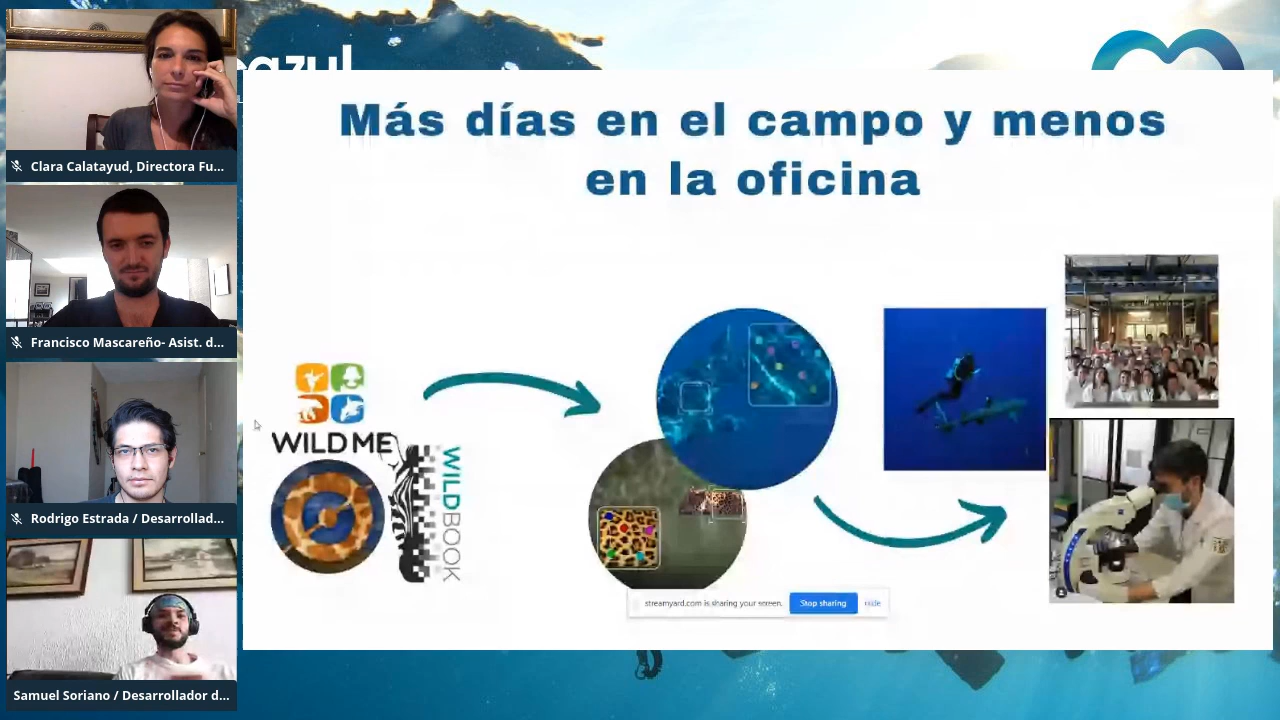 Clara Calatayud, Directora Fu...
Francisco Mascareño- Asist. d...
Rodrigo Estrada / Desarrollad...
Samuel Soriano / Desarrollador d...
Más días en el campo y menos
en la oficina
WILD ME
WILDBOOK
streamyard.com is sharing your screen.
Stop sharing
Hide